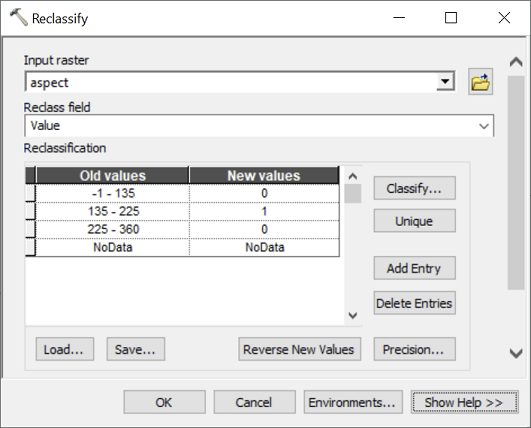 Reclassify
Input raster
aspect
Reclass field
Value
Reclassification
Old values New values
-1 - 135 0
135 - 225 1
225 - 360 0
NoData NoData
Classify...
Unique
Add Entry
Delete Entries
Load... Save... Reverse New Values Precision...
OK Cancel Environments... Show Help >>